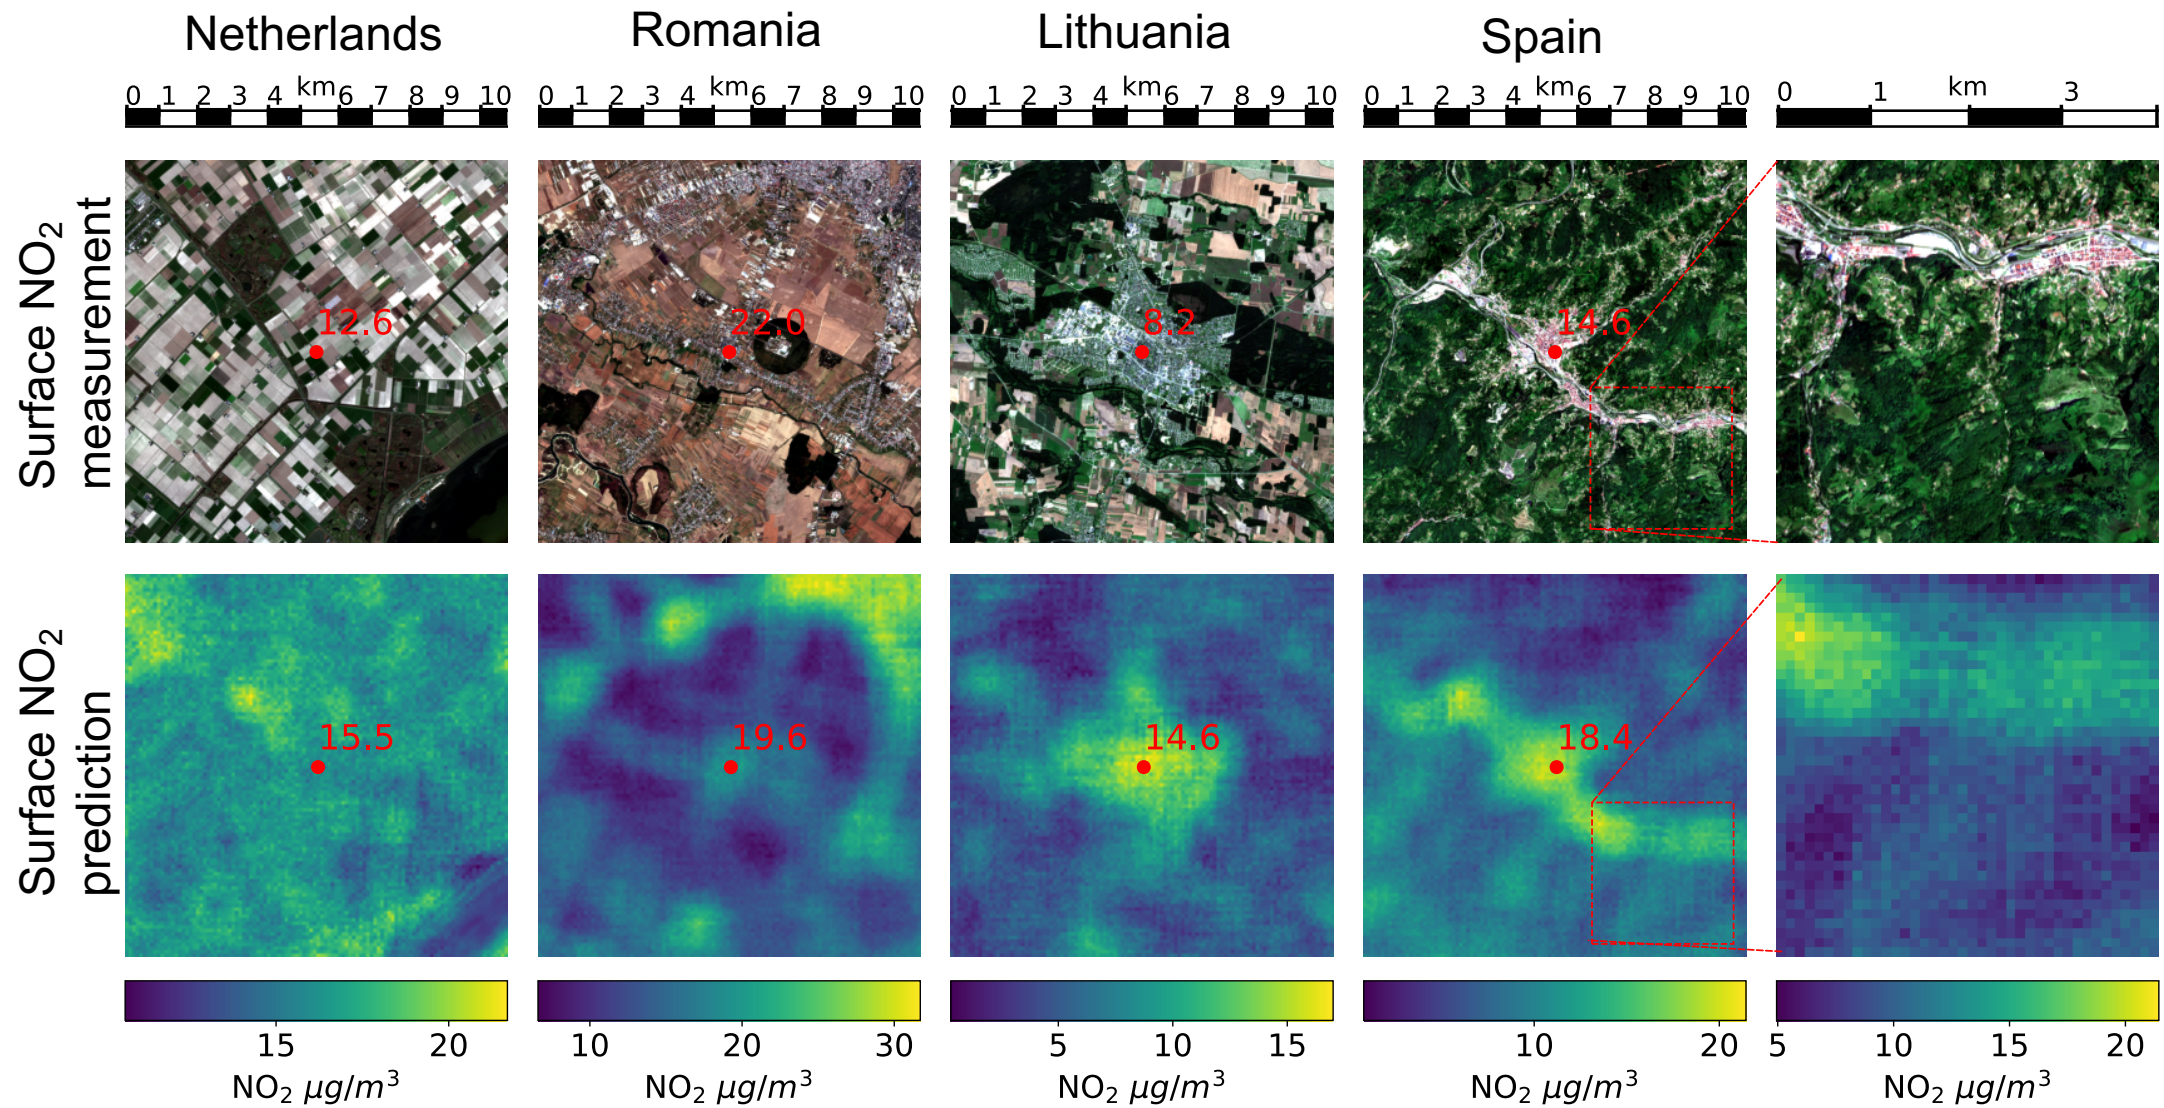 Netherlands
Romania
Lithuania
Spain
0 1 2 3 4 km 6 7 8 9 10
0 1 2 3 4 km 6 7 8 9 10
0 1 2 3 4 km 6 7 8 9 10
0 1 2 3 4 km 6 7 8 9 10
0 1 km 3
Surface NO₂
measurement
12.6
22.0
8.2
14.6
Surface NO₂
prediction
15.5
19.6
14.6
18.4
15 20
10 20 30
5 10 15
10 20
5 10 15 20
NO₂ μg/m³
NO₂ μg/m³
NO₂ μg/m³
NO₂ μg/m³
NO₂ μg/m³